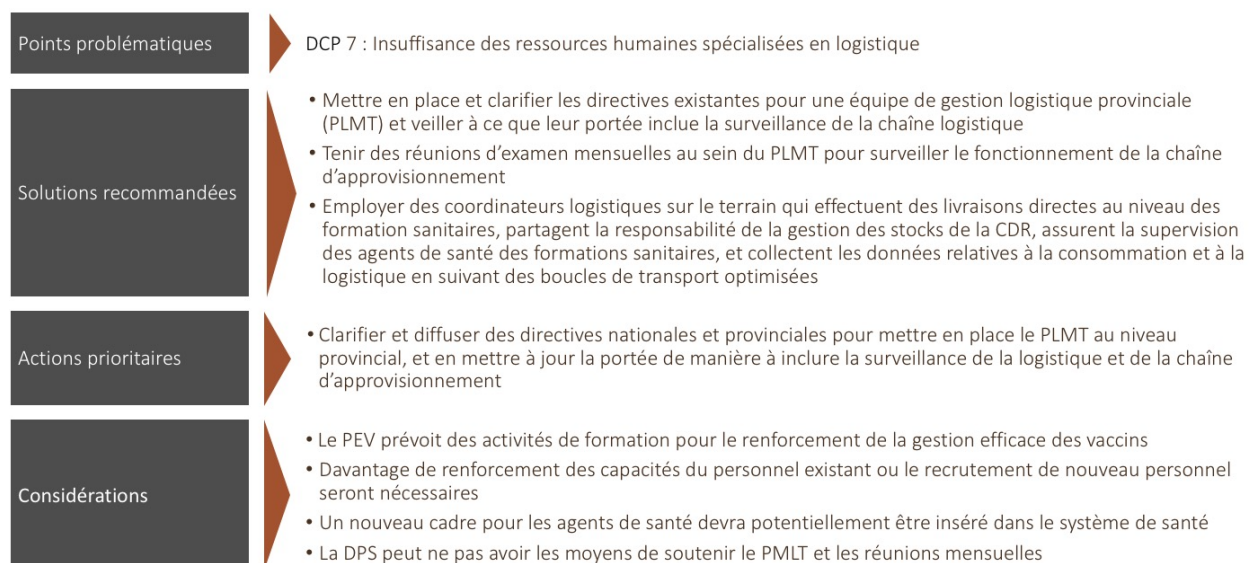 Points problématiques
DCP 7 : Insuffisance des ressources humaines spécialisées en logistique
Solutions recommandées
• Mettre en place et clarifier les directives existantes pour une équipe de gestion logistique provinciale
(PLMT) et veiller à ce que leur portée inclue la surveillance de la chaîne logistique
• Tenir des réunions d'examen mensuelles au sein du PLMT pour surveiller le fonctionnement de la chaîne
d'approvisionnement
• Employer des coordinateurs logistiques sur le terrain qui effectuent des livraisons directes au niveau des
formation sanitaires, partagent la responsabilité de la gestion des stocks de la CDR, assurent la supervision
des agents de santé des formations sanitaires, et collectent les données relatives à la consommation et à la
logistique en suivant des boucles de transport optimisées
Actions prioritaires
• Clarifier et diffuser des directives nationales et provinciales pour mettre en place le PLMT au niveau
provincial, et en mettre à jour la portée de manière à inclure la surveillance de la logistique et de la chaîne
d'approvisionnement
Considérations
• Le PEV prévoit des activités de formation pour le renforcement de la gestion efficace des vaccins
• Davantage de renforcement des capacités du personnel existant ou le recrutement de nouveau personnel
seront nécessaires
• Un nouveau cadre pour les agents de santé devra potentiellement être inséré dans le système de santé
• La DPS peut ne pas avoir les moyens de soutenir le PMLT et les réunions mensuelles